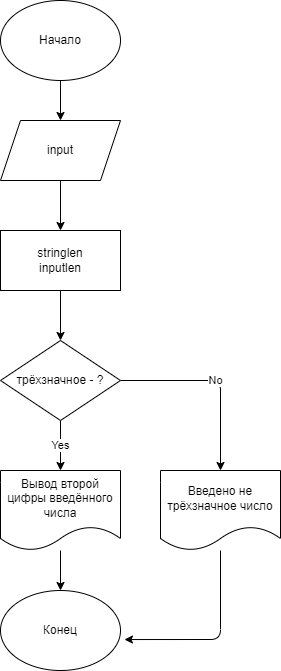 Начало
input
stringlen
inputlen
трёхзначное - ?
No
Yes
Вывод второй
цифры введённого
числа
Введено не
трёхзначное число
Конец